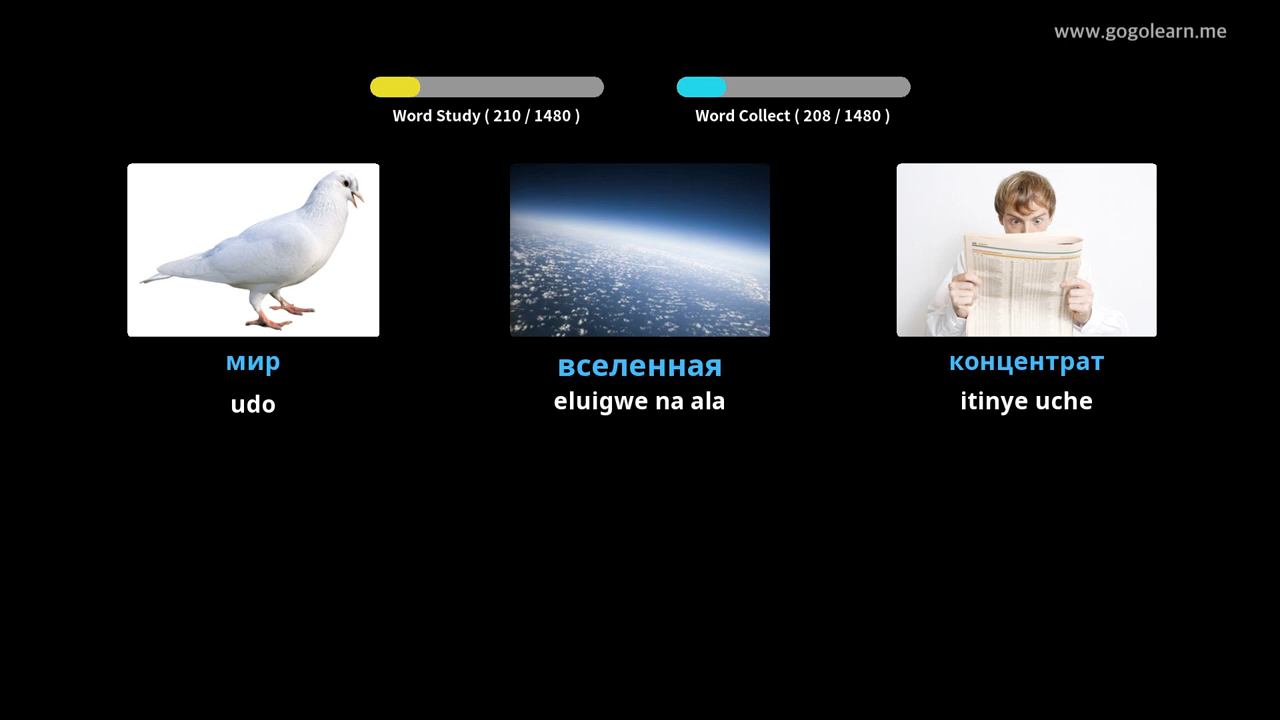 www.gogolearn.me
Word Study ( 210 / 1480 )
Word Collect ( 208 / 1480 )
мир
udo
вселенная
eluigwe na ala
концентрат
itinye uche